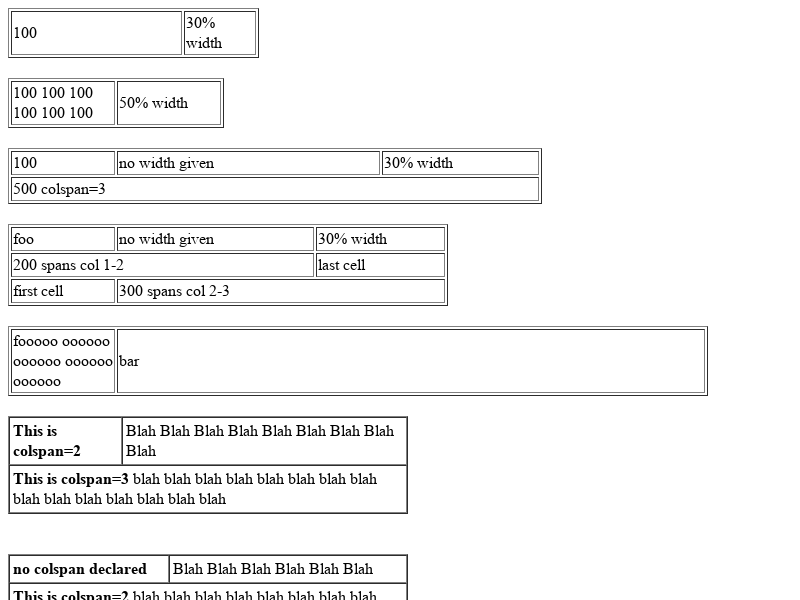 100
30%
width
100 100 100
100 100 100
50% width
100 no width given 30% width
500 colspan=3
foo no width given 30% width
200 spans col 1-2 last cell
first cell 300 spans col 2-3
fooooo oooooo
oooooo oooooo
oooooo
bar
This is
colspan=2
Blah Blah Blah Blah Blah Blah Blah Blah
Blah
This is colspan=3 blah blah blah blah blah blah blah blah
blah blah blah blah blah blah blah
no colspan declared Blah Blah Blah Blah Blah Blah
This is colspan=2 blah blah blah blah blah blah blah blah